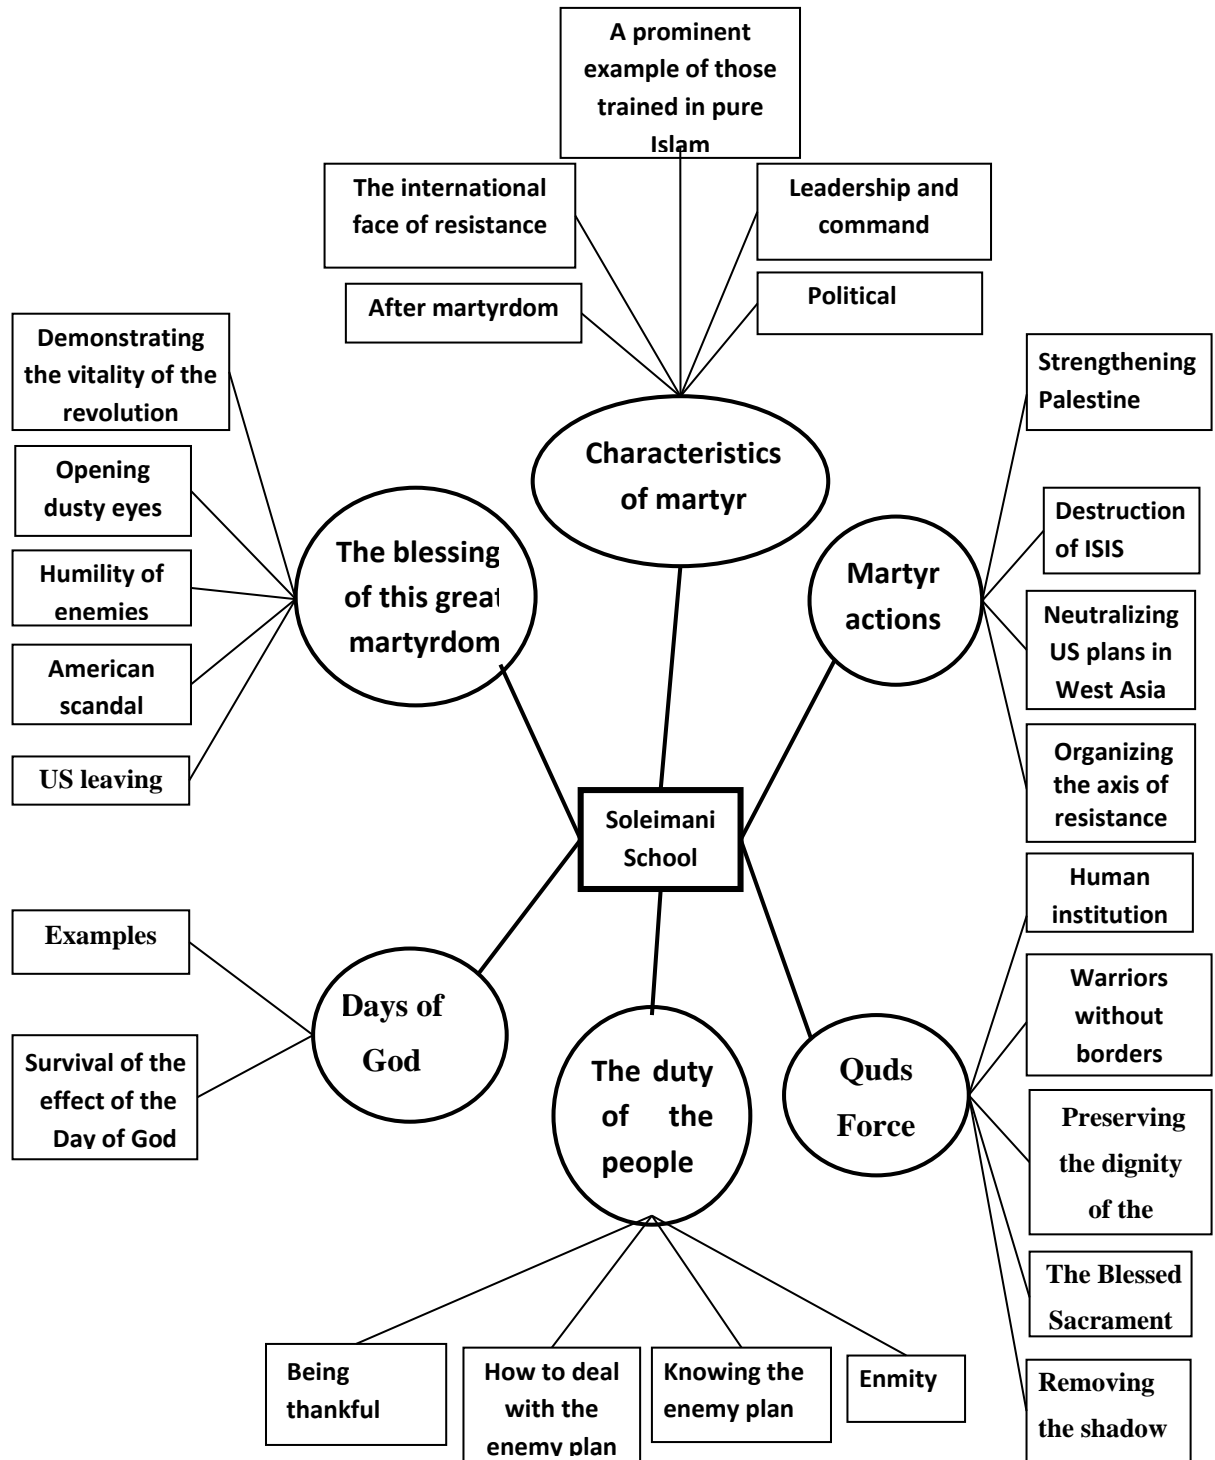 A prominent
example of those
trained in pure
Islam
The international
face of resistance
Leadership and
command
After martyrdom
Political
Demonstrating
the vitality of the
revolution
Opening
dusty eyes
Humility of
enemies
American
scandal
US leaving
The blessing
of this great
martyrdom
Characteristics
of martyr
Martyr
actions
Strengthening
Palestine
Destruction
of ISIS
Neutralizing
US plans in
West Asia
Organizing
the axis of
resistance
Soleimani
School
Examples
Survival of the
effect of the
Day of God
Days of
God
The duty
of the
people
Quds
Force
Human
institution
Warriors
without
borders
Preserving
the dignity
of the
The Blessed
Sacrament
Removing
the shadow
Being
thankful
How to deal
with the
enemy plan
Knowing the
enemy plan
Enmity